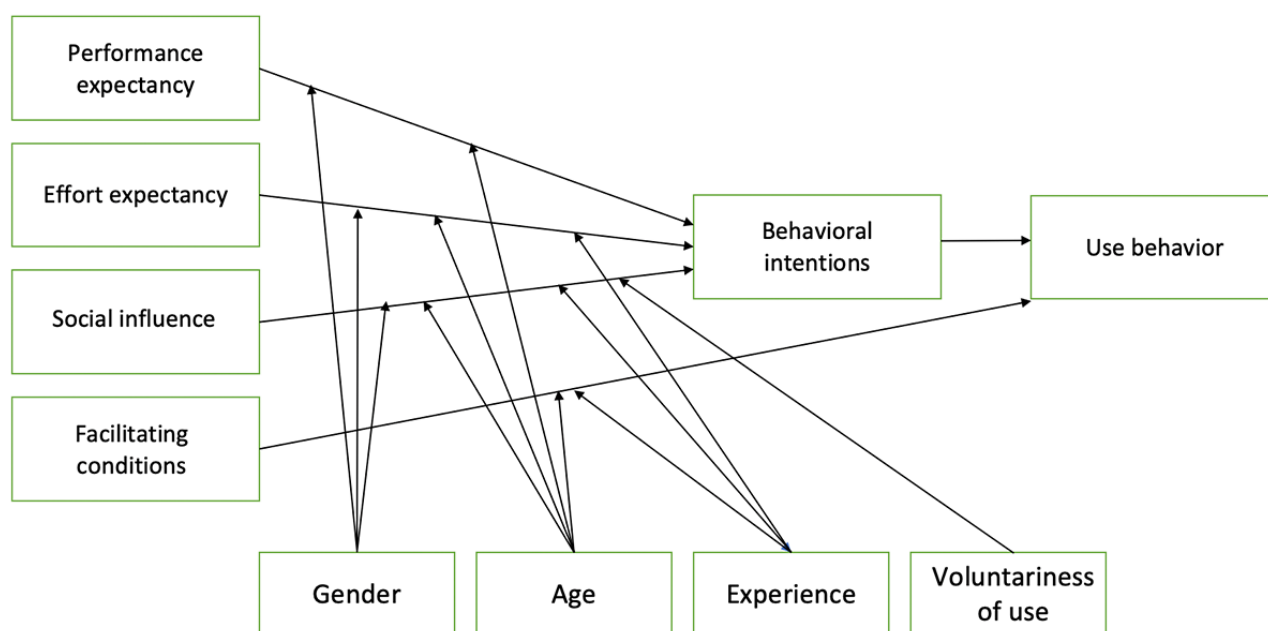 Performance
expectancy
Effort expectancy
Social influence
Facilitating
conditions
Behavioral
intentions
Use behavior
Gender
Age
Experience
Voluntariness
of use